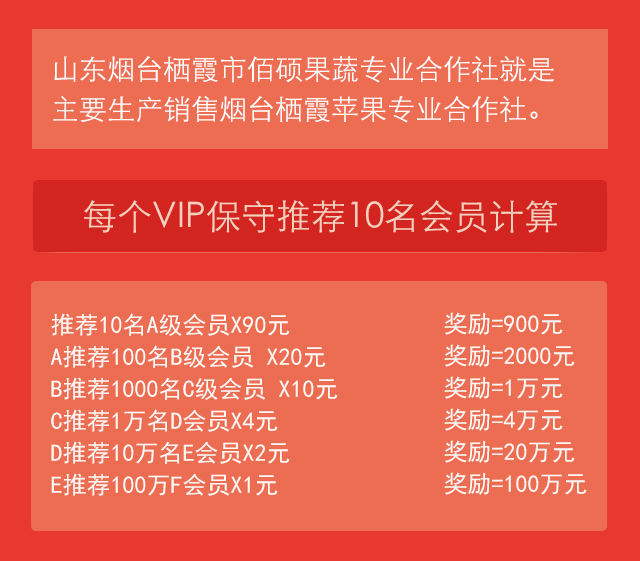 山东烟台栖霞市佰硕果蔬专业合作社就是
主要生产销售烟台栖霞苹果专业合作社。
每个VIP保守推荐10名会员计算
推荐10名A级会员X90元 奖励=900元
A推荐100名B级会员 X20元 奖励=2000元
B推荐1000名C级会员 X10元 奖励=1万元
C推荐1万名D会员X4元 奖励=4万元
D推荐10万名E会员X2元 奖励=20万元
E推荐100万F会员X1元 奖励=100万元